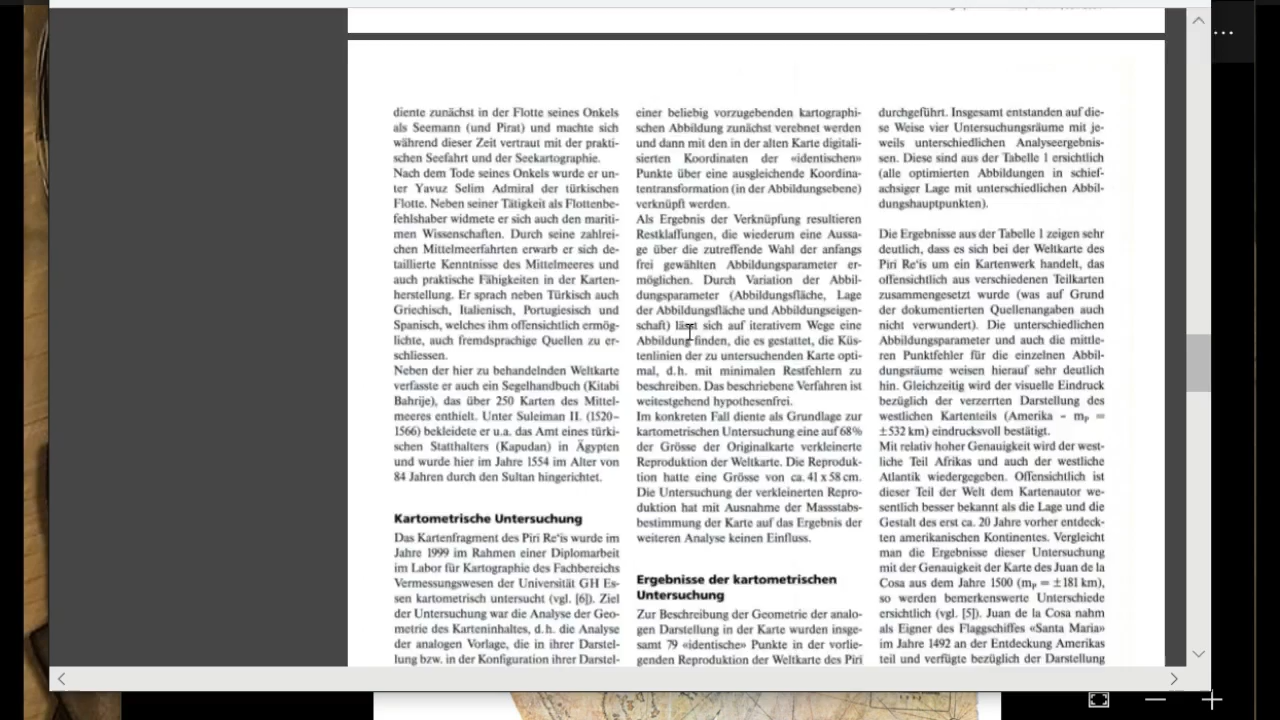 diente zunächst in der Flotte seines Onkels
als Seemann (und Pirat) und machte sich
während dieser Zeit vertraut mit der prakti-
schen Seefahrt und der Seekartographie.
Nach dem Tode seines Onkels wurde er un-
ter Yavuz Selim Admiral der türkischen
Flotte. Neben seiner Tätigkeit als Flottenbe-
fehlshaber widmete er sich auch den mariti-
men Wissenschaften. Durch seine zahlrei-
chen Mittelmeerfahrten erwarb er sich de-
taillierte Kenntnisse des Mittelmeeres und
auch praktische Fähigkeiten in der Karten-
herstellung. Er sprach neben Türkisch auch
Griechisch, Italienisch, Portugiesisch und
Spanisch, welches ihm offensichtlich ermög-
lichte, auch fremdsprachige Quellen zu er-
schliessen.
Neben der hier zu behandelnden Weltkarte
verfasste er auch ein Segelhandbuch (Kitabi
Bahrije), das über 250 Karten des Mittel-
meeres enthielt. Unter Suleiman II. (1520–
1566) bekleidete er u.a. das Amt eines türki-
schen Statthalters (Kapudan) in Ägypten
und wurde hier im Jahre 1554 im Alter von
84 Jahren durch den Sultan hingerichtet.
Kartometrische Untersuchung
Das Kartenfragment des Piri Re'is wurde im
Jahre 1999 im Rahmen einer Diplomarbeit
im Labor für Kartographie des Fachbereichs
Vermessungswesen der Universität GH Es-
sen kartometrisch untersucht (vgl. [6]). Ziel
der Untersuchung war die Analyse der Geo-
metrie des Karteninhaltes, d.h. die Analyse
der analogen Vorlage, die in ihrer Darstel-
lung bzw. in der Konfiguration ihrer Darstel-
einer beliebig vorzugebenden kartographi-
schen Abbildung zunächst verebnet werden
und dann mit den in der alten Karte digitali-
sierten Koordinaten der «identischen»
Punkte über eine ausgleichende Koordina-
tentransformation (in der Abbildungsebene)
verknüpft werden.
Als Ergebnis der Verknüpfung resultieren
Restklaffungen, die wiederum eine Aussa-
ge über die zutreffende Wahl der anfangs
frei gewählten Abbildungsparameter er-
möglichen. Durch Variation der Abbil-
dungsparameter (Abbildungsfläche, Lage
der Abbildungsfläche und Abbildungseigen-
schaft) lässt sich auf iterativem Wege eine
Abbildung finden, die es gestattet, die Küs-
tenlinien der zu untersuchenden Karte opti-
mal, d.h. mit minimalen Restfehlern zu
beschreiben. Das beschriebene Verfahren ist
weitestgehend hypothesenfrei.
Im konkreten Fall diente als Grundlage zur
kartometrischen Untersuchung eine auf 68%
der Grösse der Originalkarte verkleinerte
Reproduktion der Weltkarte. Die Reproduk-
tion hatte eine Grösse von ca. 41 x 58 cm.
Die Untersuchung der verkleinerten Repro-
duktion hat mit Ausnahme der Massstabs-
bestimmung der Karte auf das Ergebnis der
weiteren Analyse keinen Einfluss.
Ergebnisse der kartometrischen
Untersuchung
Zur Beschreibung der Geometrie der analo-
gen Darstellung in der Karte wurden insge-
samt 79 «identische» Punkte in der vorlie-
genden Reproduktion der Weltkarte des Piri
durchgeführt. Insgesamt entstanden auf die-
se Weise vier Untersuchungsräume mit je-
weils unterschiedlichen Analyseergebnis-
sen. Diese sind aus der Tabelle 1 ersichtlich
(alle optimierten Abbildungen in schief-
achsiger Lage mit unterschiedlichen Abbil-
dungshauptpunkten).
Die Ergebnisse aus der Tabelle 1 zeigen sehr
deutlich, dass es sich bei der Weltkarte des
Piri Re'is um ein Kartenwerk handelt, das
offensichtlich aus verschiedenen Teilkarten
zusammengesetzt wurde (was auf Grund
der dokumentierten Quellenangaben auch
nicht verwundert). Die unterschiedlichen
Abbildungsparameter und auch die mittle-
ren Punktfehler für die einzelnen Abbil-
dungsräume weisen hierauf sehr deutlich
hin. Gleichzeitig wird der visuelle Eindruck
bezüglich der verzerrten Darstellung des
westlichen Kartenteils (Amerika – mₚ =
±532 km) eindrucksvoll bestätigt.
Mit relativ hoher Genauigkeit wird der west-
liche Teil Afrikas und auch der westliche
Atlantik wiedergegeben. Offensichtlich ist
dieser Teil der Welt dem Kartenautor we-
sentlich besser bekannt als die Lage und die
Gestalt des erst ca. 20 Jahre vorher entdeck-
ten amerikanischen Kontinentes. Vergleicht
man die Ergebnisse dieser Untersuchung
mit der Genauigkeit der Karte des Juan de la
Cosa aus dem Jahre 1500 (mₚ = ±181 km),
so werden bemerkenswerte Unterschiede
ersichtlich (vgl. [5]). Juan de la Cosa nahm
als Eigner des Flaggschiffes «Santa Maria»
im Jahre 1492 an der Entdeckung Amerikas
teil und verfügte bezüglich der Darstellung